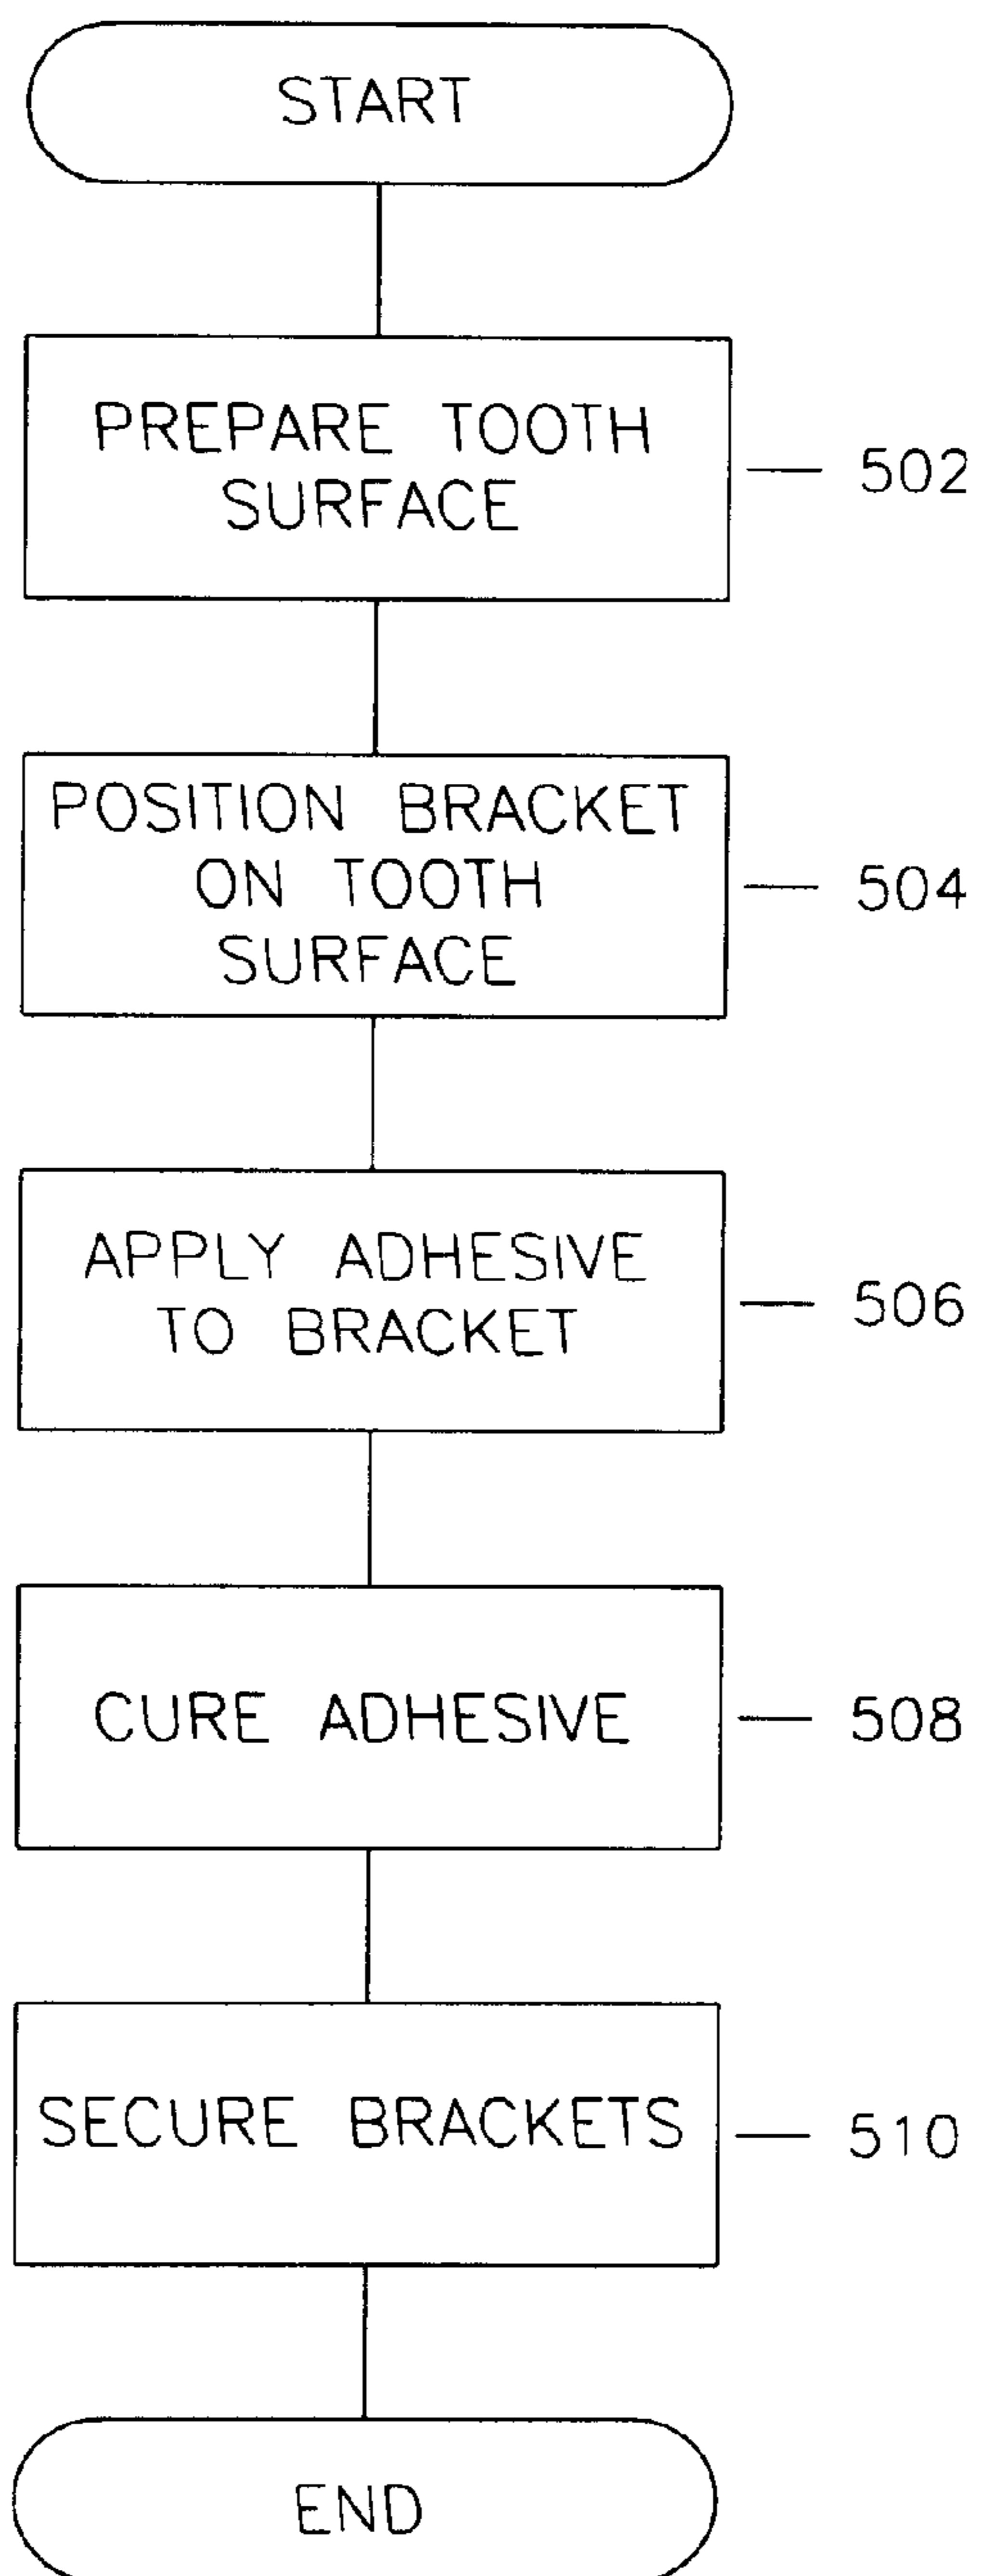 START
PREPARE TOOTH
SURFACE
502
POSITION BRACKET
ON TOOTH
SURFACE
504
APPLY ADHESIVE
TO BRACKET
506
CURE ADHESIVE
508
SECURE BRACKETS
510
END